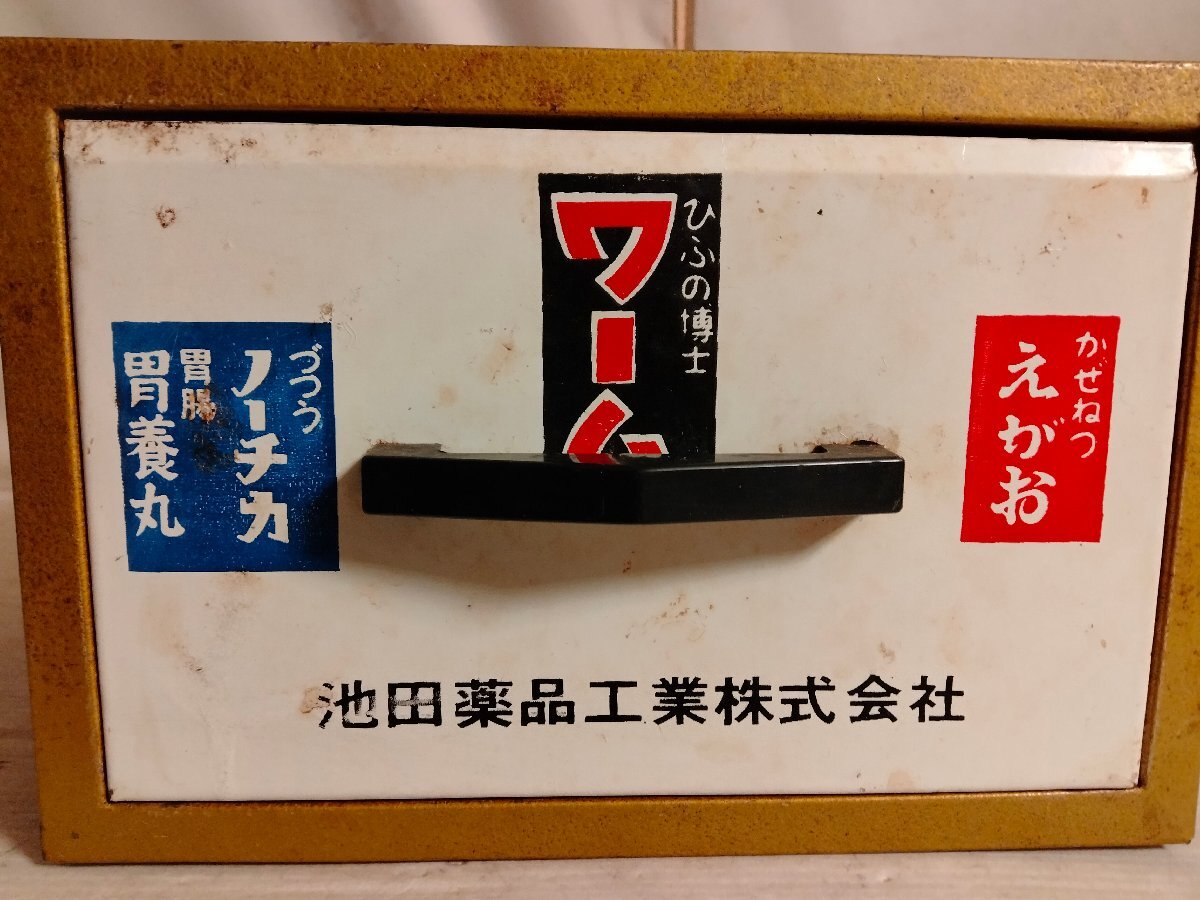 かぜねつ
えがお
ひふの博士
ワーム
づつう
ノーチカ
胃腸
胃養丸
池田薬品工業株式会社